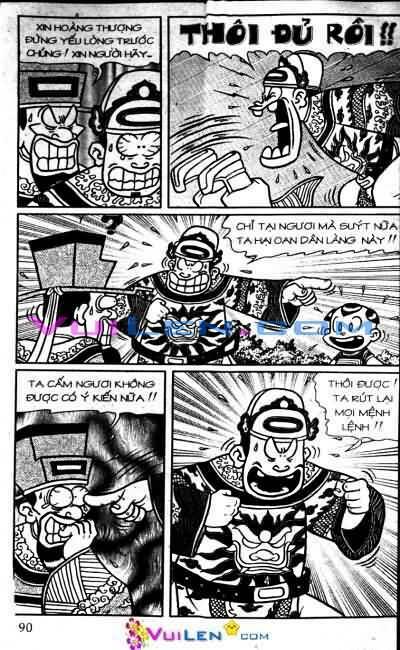 XIN HOÀNG THƯỢNG
ĐỪNG YẾU LÒNG TRƯỚC
CHÚNG! XIN NGƯỜI HÃY...
THÔI ĐỦ RỒI!!
?
CHỈ TẠI NGƯƠI MÀ SUÝT NỮA
TA HẠI OAN DÂN LÀNG NÀY!!
VUILEN.COM
TA CẤM NGƯƠI KHÔNG
ĐƯỢC CÓ Ý KIẾN NỮA!!
THÔI ĐƯỢC!
TA RÚT LẠI
MỌI MỆNH
LỆNH!!
90
VUILEN.COM